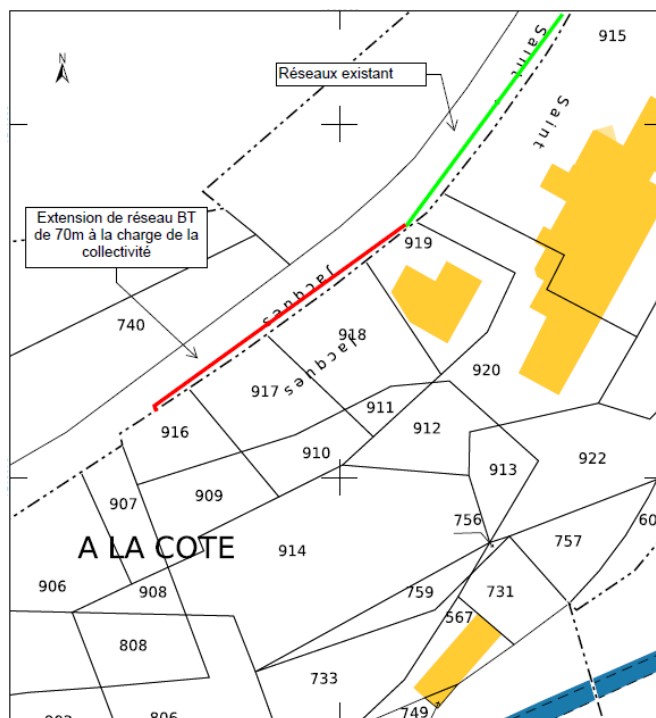 N
915
Saint
Réseaux existant
Saint
Extension de réseau BT
de 70m à la charge de la
collectivité
919
Jacques
740
918
Jacques
920
917
911
916
912
910
922
913
909
907
756
60
757
A LA COTE
914
906
908
759
731
567
808
733
749
806